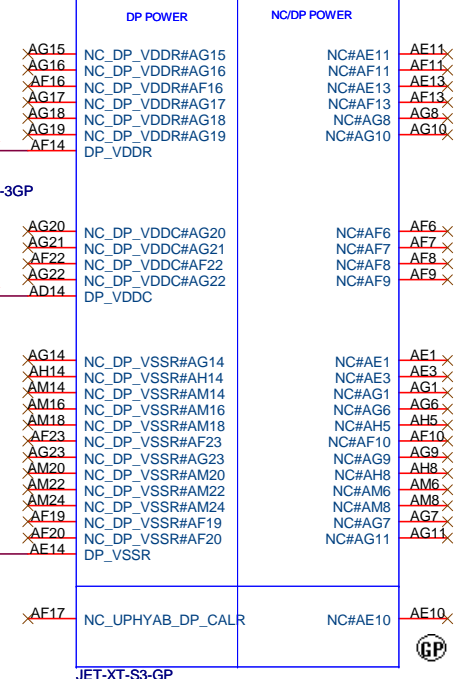 DP POWER NC/DP POWER
AG15 NC_DP_VDDR#AG15 NC#AE11 AE11
AG16 NC_DP_VDDR#AG16 NC#AF11 AF11
AF16 NC_DP_VDDR#AF16 NC#AE13 AE13
AG17 NC_DP_VDDR#AG17 NC#AF13 AF13
AG18 NC_DP_VDDR#AG18 NC#AG8 AG8
AG19 NC_DP_VDDR#AG19 NC#AG10 AG10
AF14 DP_VDDR
-3GP
AG20 NC_DP_VDDC#AG20 NC#AF6 AF6
AG21 NC_DP_VDDC#AG21 NC#AF7 AF7
AF22 NC_DP_VDDC#AF22 NC#AF8 AF8
AG22 NC_DP_VDDC#AG22 NC#AF9 AF9
AD14 DP_VDDC
AG14 NC_DP_VSSR#AG14 NC#AE1 AE1
AH14 NC_DP_VSSR#AH14 NC#AE3 AE3
AM14 NC_DP_VSSR#AM14 NC#AG1 AG1
AM16 NC_DP_VSSR#AM16 NC#AG6 AG6
AM18 NC_DP_VSSR#AM18 NC#AH5 AH5
AF23 NC_DP_VSSR#AF23 NC#AF10 AF10
AG23 NC_DP_VSSR#AG23 NC#AG9 AG9
AM20 NC_DP_VSSR#AM20 NC#AH8 AH8
AM22 NC_DP_VSSR#AM22 NC#AM6 AM6
AM24 NC_DP_VSSR#AM24 NC#AM8 AM8
AF19 NC_DP_VSSR#AF19 NC#AG7 AG7
AF20 NC_DP_VSSR#AF20 NC#AG11 AG11
AE14 DP_VSSR
AF17 NC_UPHYAB_DP_CALR NC#AE10 AE10
GP
JET-XT-S3-GP